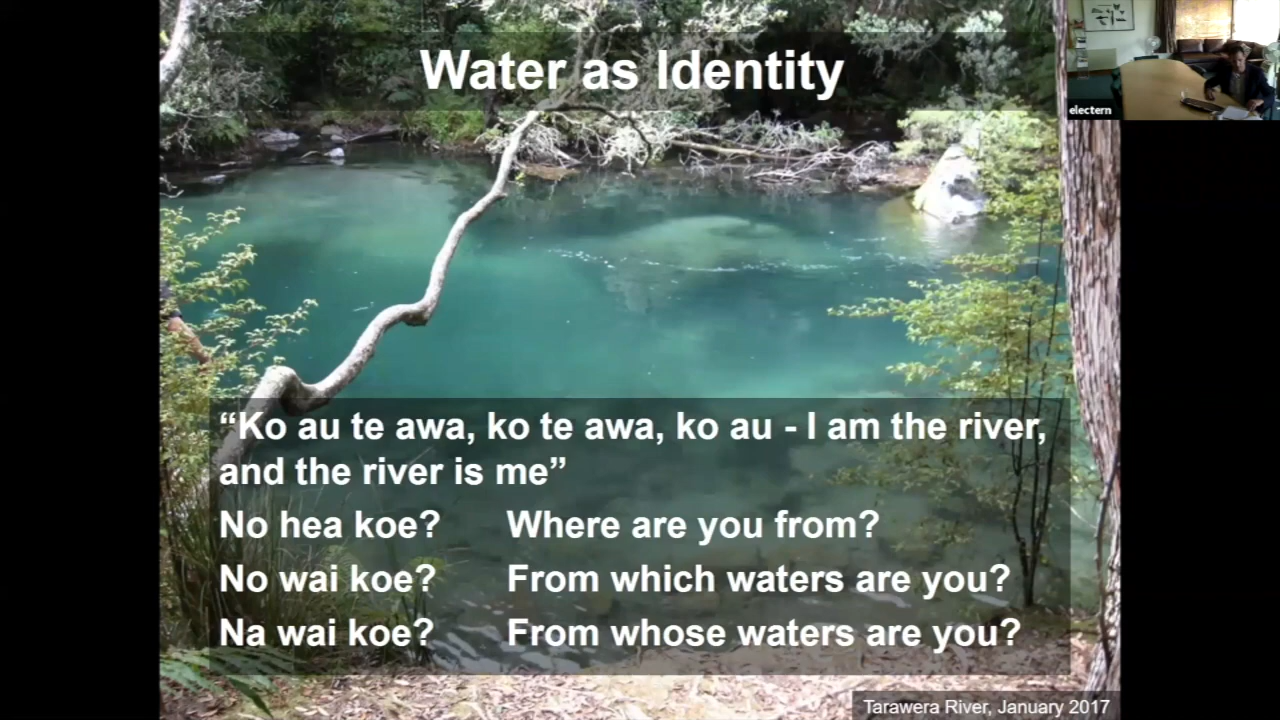 Water as Identity
electern
“Ko au te awa, ko te awa, ko au - I am the river,
and the river is me”
No hea koe? Where are you from?
No wai koe? From which waters are you?
Na wai koe? From whose waters are you?
Tarawera River, January 2017